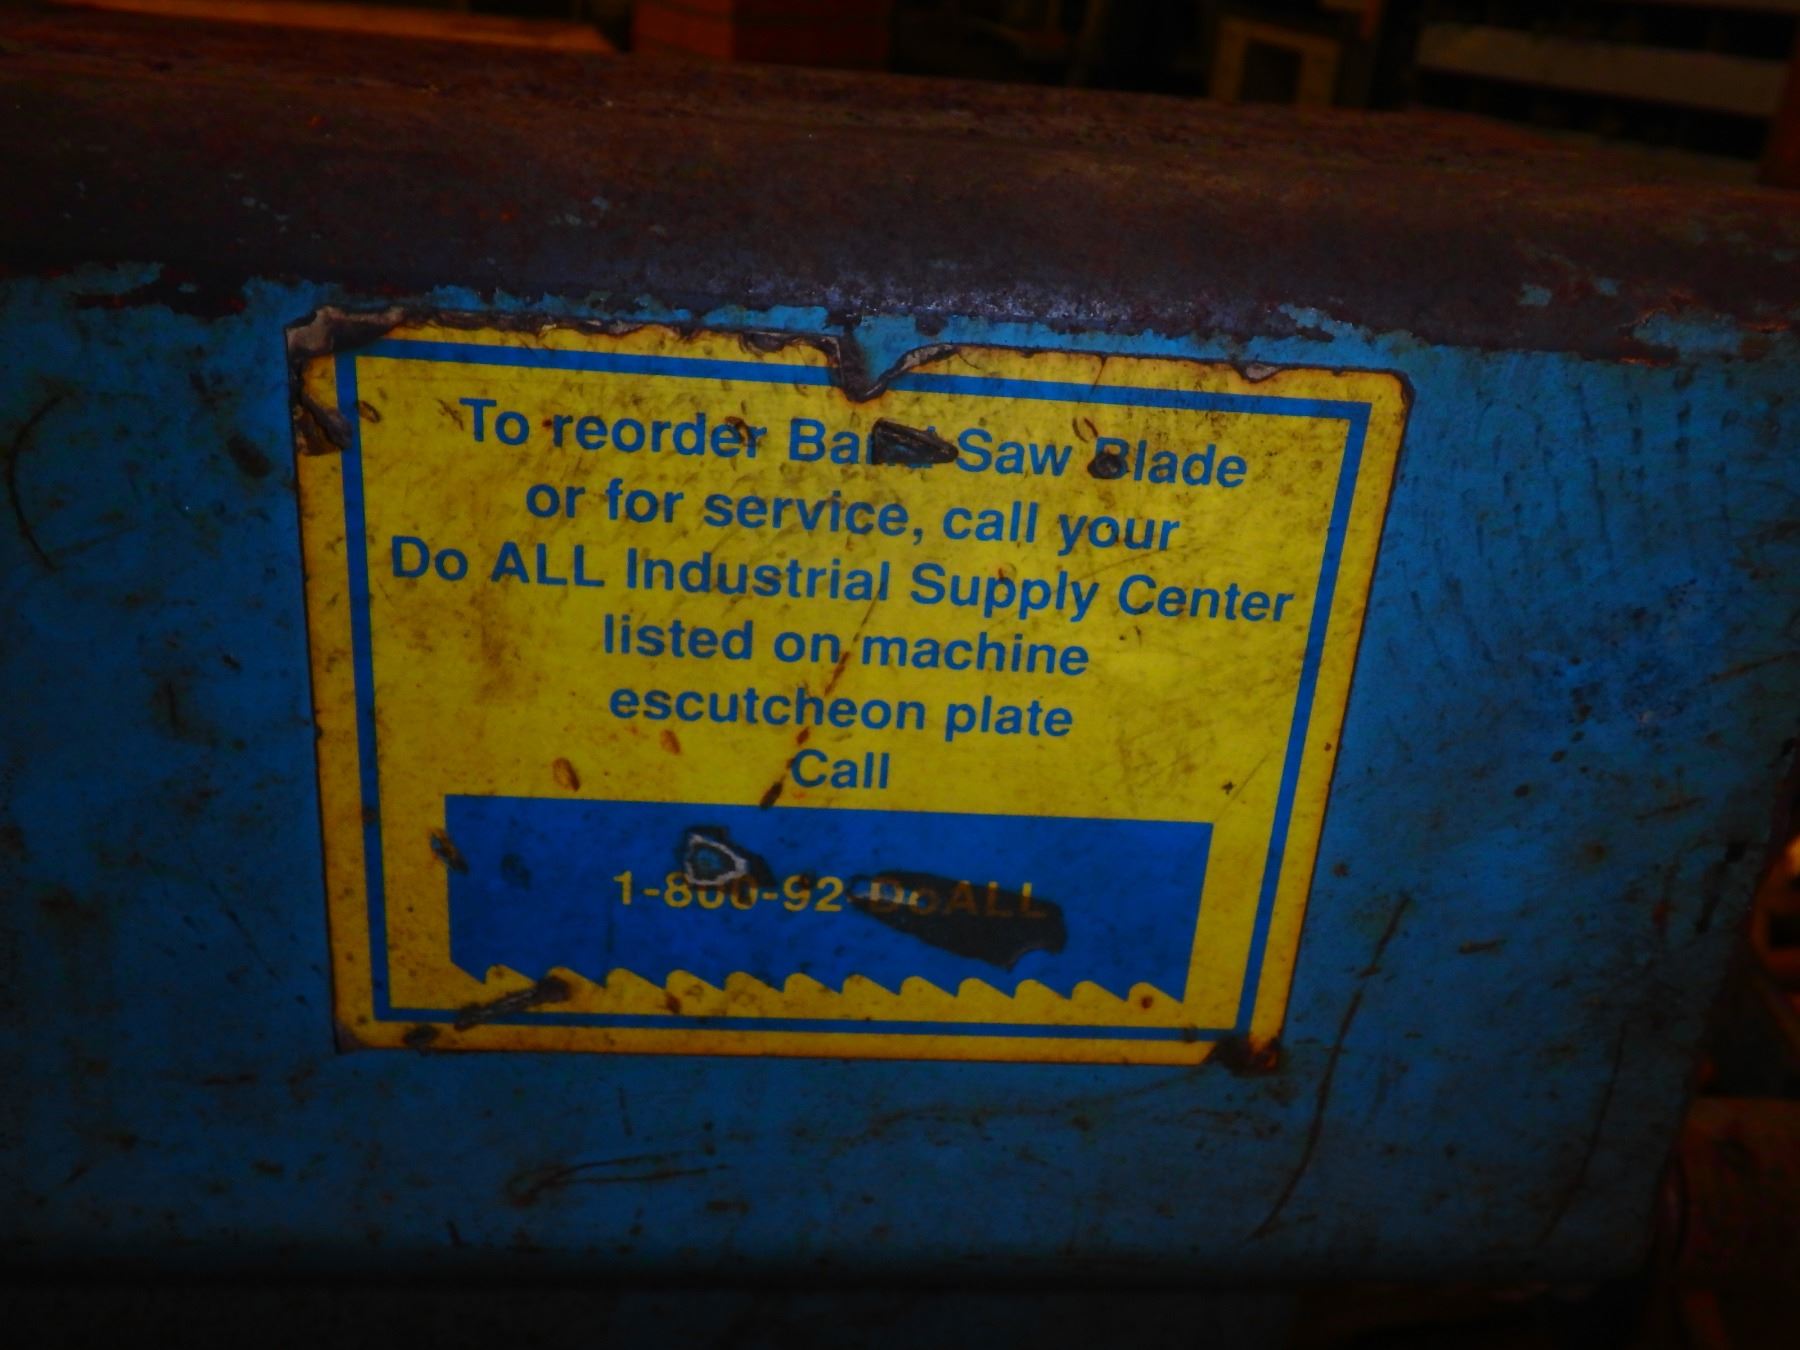 To reorder Band Saw Blade
or for service, call your
Do ALL Industrial Supply Center
listed on machine
escutcheon plate
Call
1-800-92-DoALL